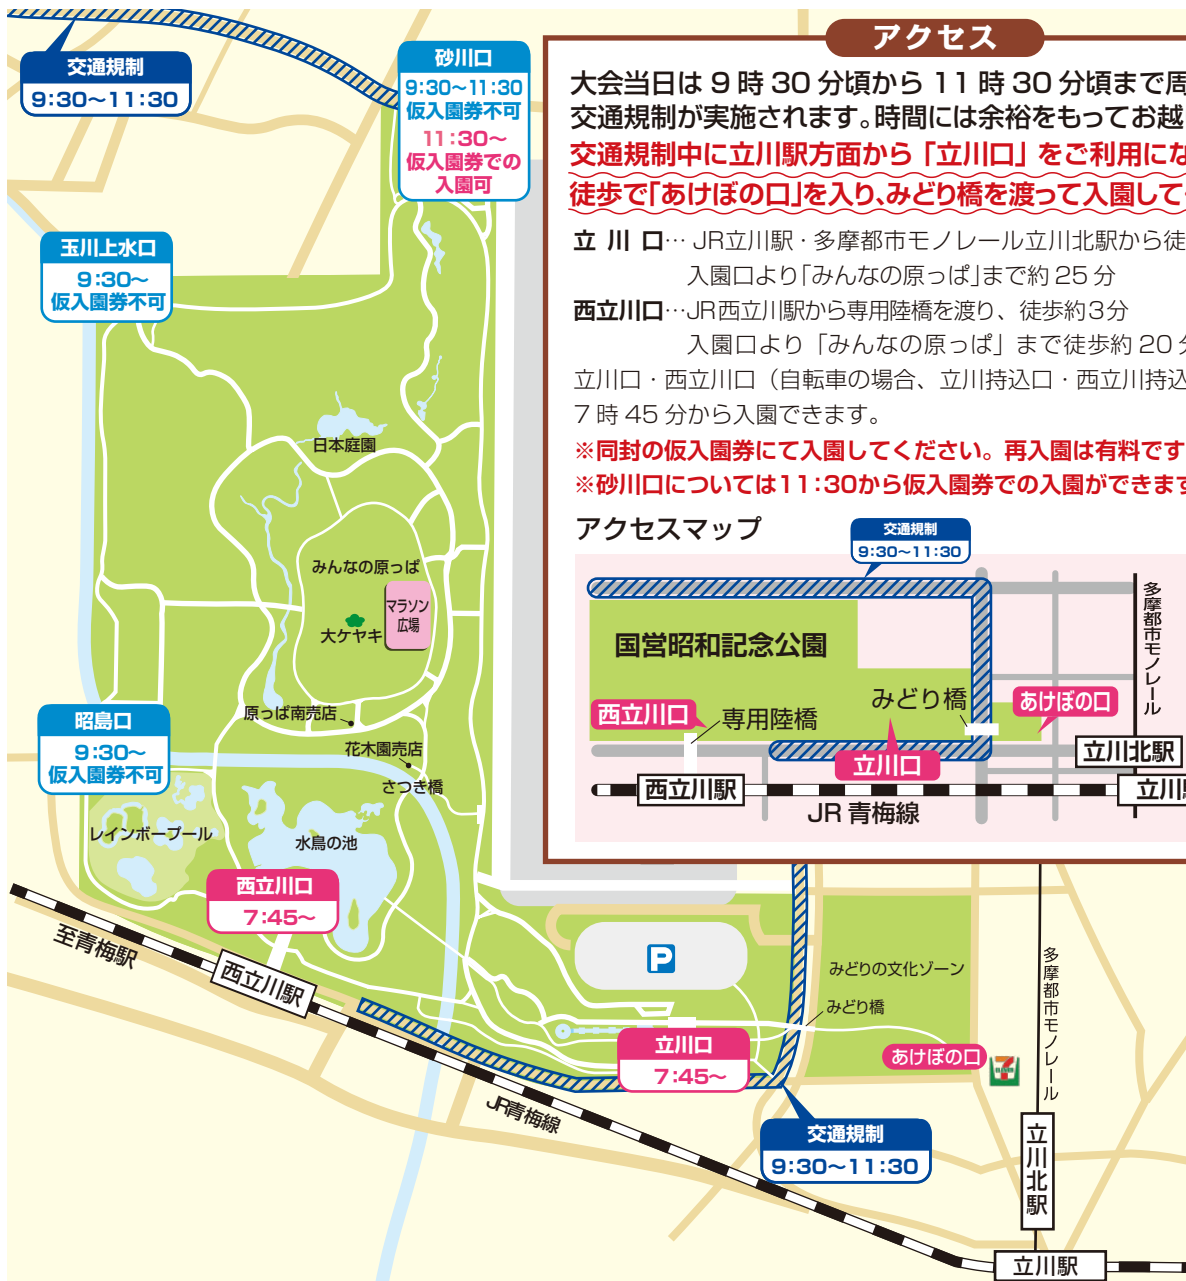 交通規制
9:30〜11:30
砂川口
9:30〜11:30
仮入園券不可
11:30〜
仮入園券での
入園可
玉川上水口
9:30〜
仮入園券不可
アクセス
大会当日は 9 時 30 分頃から 11 時 30 分頃まで周
交通規制が実施されます。時間には余裕をもってお越
交通規制中に立川駅方面から「立川口」をご利用にな
徒歩で「あけぼの口」を入り、みどり橋を渡って入園して
立 川 口… JR立川駅・多摩都市モノレール立川北駅から徒
入園口より「みんなの原っぱ」まで約 25 分
西立川口…JR西立川駅から専用陸橋を渡り、徒歩約3分
入園口より「みんなの原っぱ」まで徒歩約 20
立川口・西立川口（自転車の場合、立川持込口・西立川持込
7 時 45 分から入園できます。
※同封の仮入園券にて入園してください。再入園は有料です
※砂川口については11:30から仮入園券での入園ができます
アクセスマップ
交通規制
9:30〜11:30
国営昭和記念公園
西立川口
専用陸橋
みどり橋
あけぼの口
立川口
多摩都市モノレール
立川北駅
西立川駅
立川
JR 青梅線
日本庭園
みんなの原っぱ
マラソン
広場
大ケヤキ
原っぱ南売店
昭島口
9:30〜
仮入園券不可
花木園売店
さつき橋
レインボープール
水鳥の池
西立川口
7:45〜
至青梅駅
西立川駅
P
みどりの文化ゾーン
みどり橋
立川口
7:45〜
あけぼの口
7
ELEVEN
JR青梅線
交通規制
9:30〜11:30
多摩都市モノレール
立川北駅
立川駅